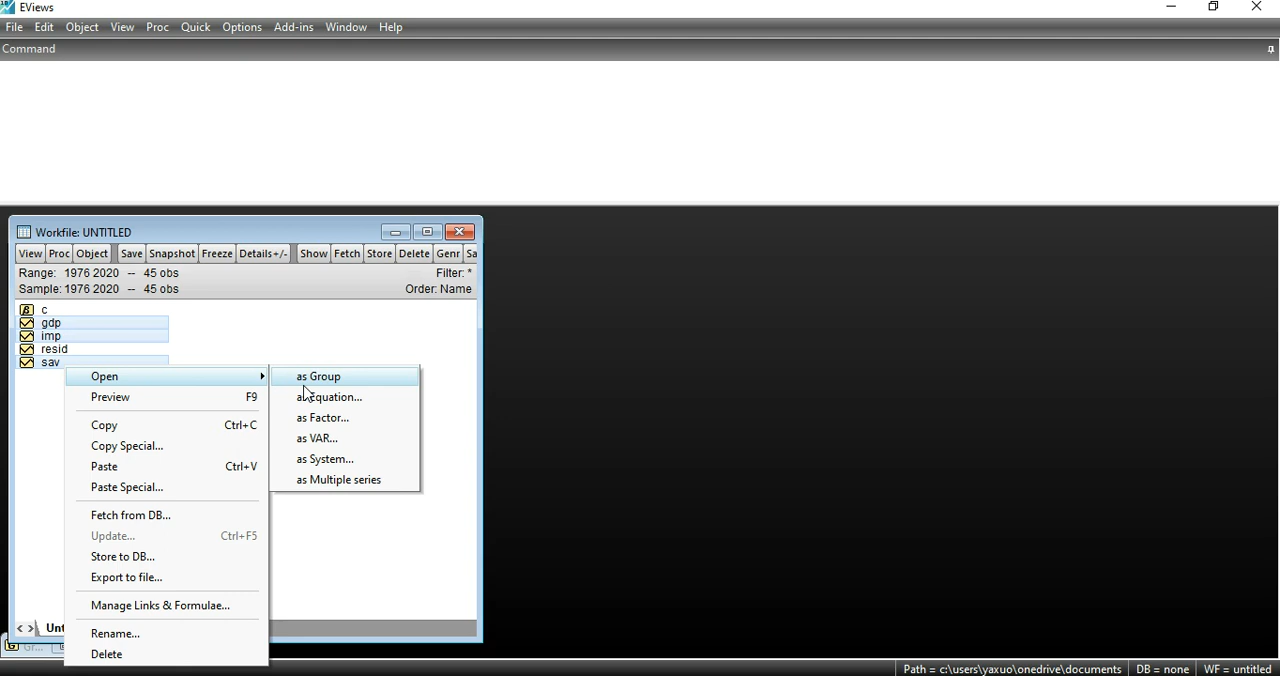 EViews
File Edit Object View Proc Quick Options Add-ins Window Help
Command
Workfile: UNTITLED
View Proc Object Save Snapshot Freeze Details+/- Show Fetch Store Delete Genr Sa
Range: 1976 2020 -- 45 obs Filter: *
Sample: 1976 2020 -- 45 obs Order: Name
c
gdp
imp
resid
sav
Open
Preview F9
Copy Ctrl+C
Copy Special...
Paste Ctrl+V
Paste Special...
Fetch from DB...
Update... Ctrl+F5
Store to DB...
Export to file...
Manage Links & Formulae...
Rename...
Delete
as Group
as Equation...
as Factor...
as VAR...
as System...
as Multiple series
< > Unt
G Gr...
Path = c:\users\yaxuo\onedrive\documents DB = none WF = untitled